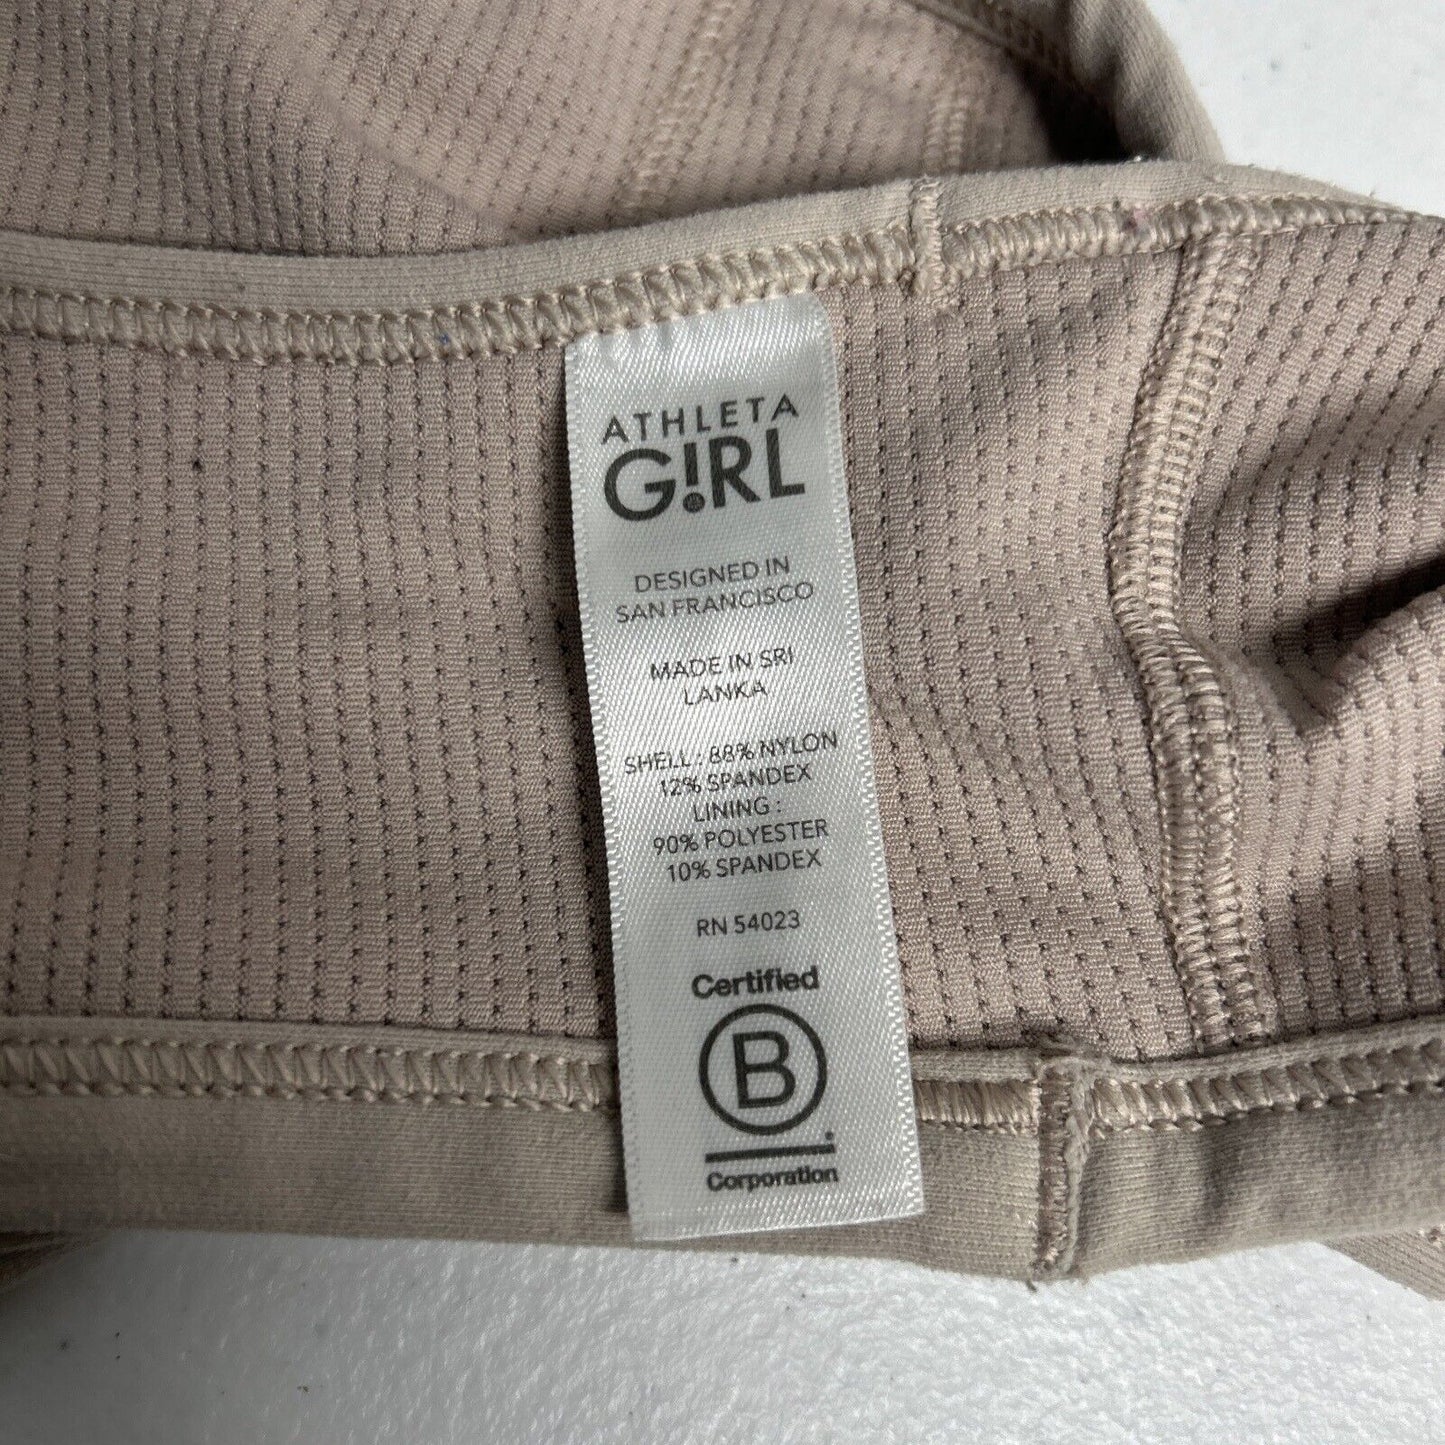 ATHLETA
G!RL
DESIGNED IN
SAN FRANCISCO
MADE IN SRI
LANKA
SHELL : 88% NYLON
12% SPANDEX
LINING :
90% POLYESTER
10% SPANDEX
RN 54023
Certified
B
Corporation